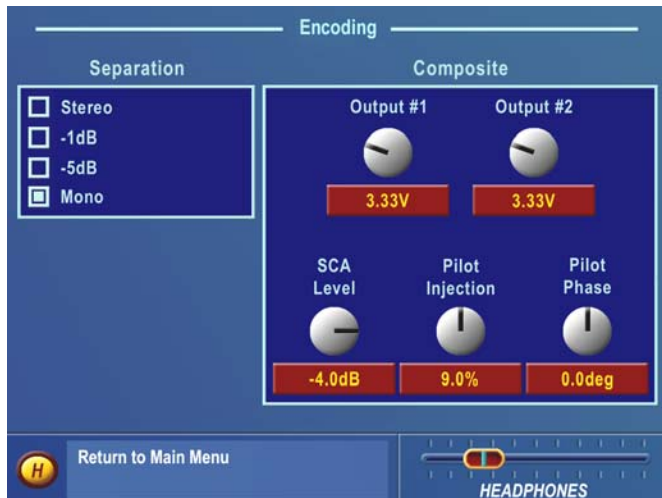 Encoding
Separation
Stereo
-1dB
-5dB
Mono
Composite
Output #1
Output #2
3.33V
3.33V
SCA
Level
Pilot
Injection
Pilot
Phase
-4.0dB
9.0%
0.0deg
H
Return to Main Menu
HEADPHONES